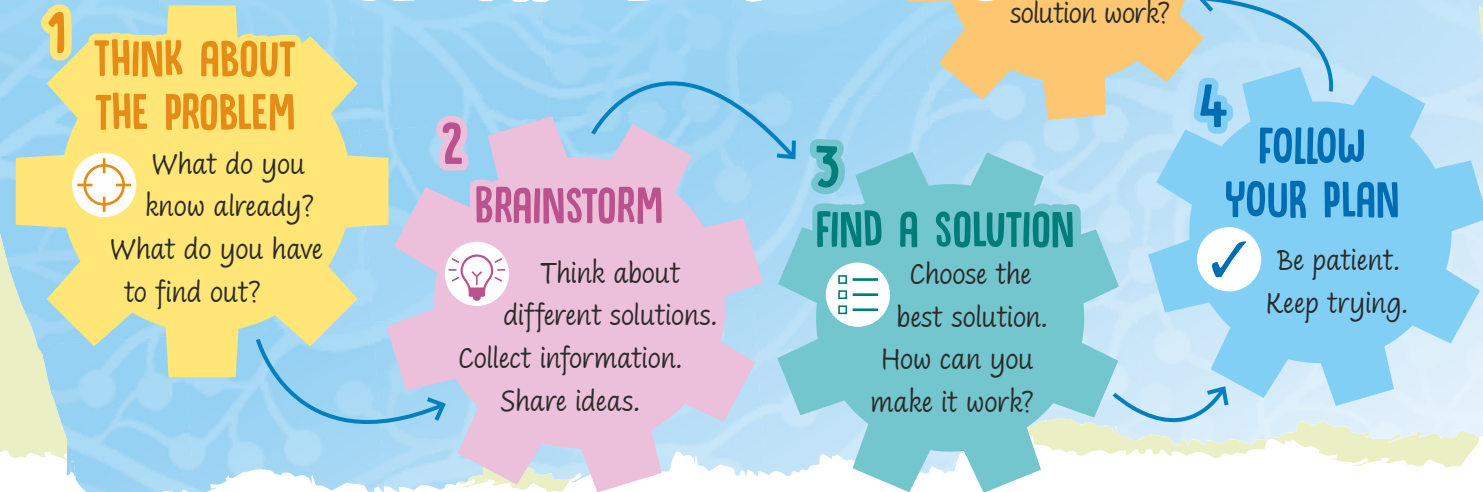 1
THINK ABOUT
THE PROBLEM
What do you
know already?
What do you have
to find out?
2
BRAINSTORM
Think about
different solutions.
Collect information.
Share ideas.
3
FIND A SOLUTION
Choose the
best solution.
How can you
make it work?
4
FOLLOW
YOUR PLAN
Be patient.
Keep trying.
solution work?